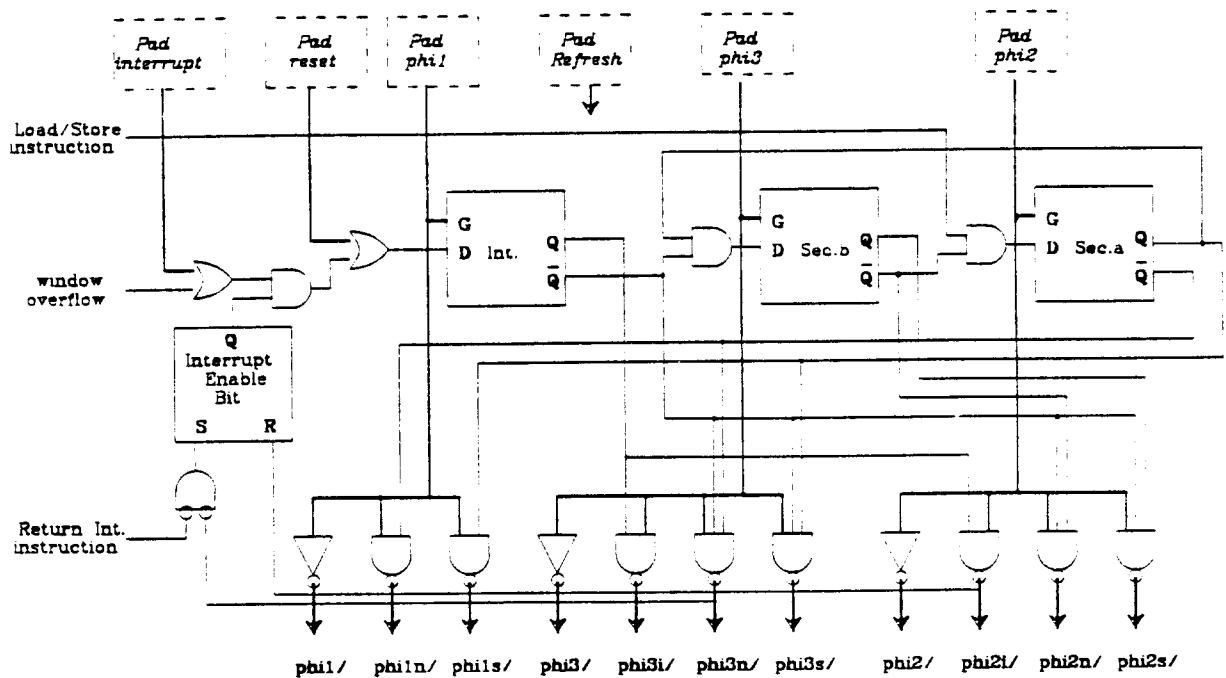 Pad
interrupt
Pad
reset
Pad
phi1
Pad
Refresh
Pad
phi3
Pad
phi2
Load/Store
instruction
G
D Int. Q
Q
G
D Sec.b Q
Q
G
D Sec.a Q
Q
window
overflow
Q
Interrupt
Enable
Bit
S R
Return Int.
instruction
phi1/ phi1n/ phi1s/ phi3/ phi3i/ phi3n/ phi3s/ phi2/ phi2i/ phi2n/ phi2s/